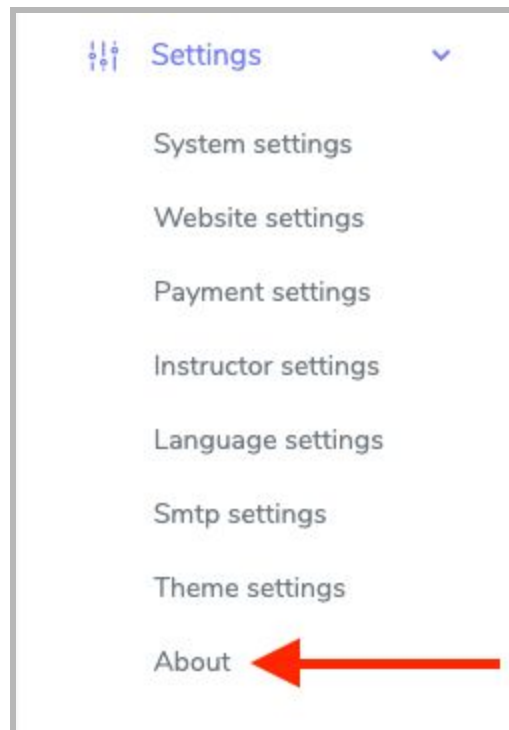 Settings
System settings
Website settings
Payment settings
Instructor settings
Language settings
Smtp settings
Theme settings
About